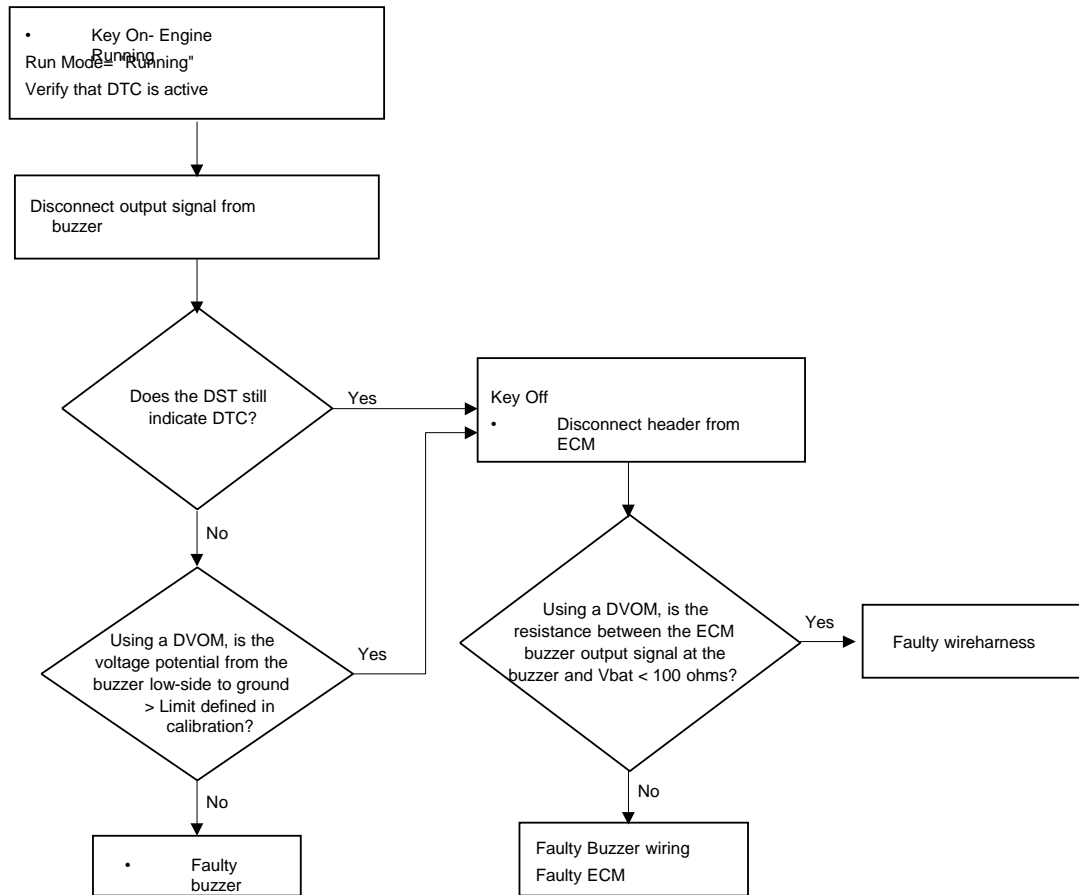 • Key On- Engine
Running
Run Mode= "Running"
Verify that DTC is active
Disconnect output signal from
buzzer
Does the DST still
indicate DTC?
Yes
Key Off
• Disconnect header from
ECM
No
Using a DVOM, is the
voltage potential from the
buzzer low-side to ground
> Limit defined in
calibration?
Yes
Using a DVOM, is the
resistance between the ECM
buzzer output signal at the
buzzer and Vbat < 100 ohms?
Yes
Faulty wireharness
No
• Faulty
buzzer
No
Faulty Buzzer wiring
Faulty ECM